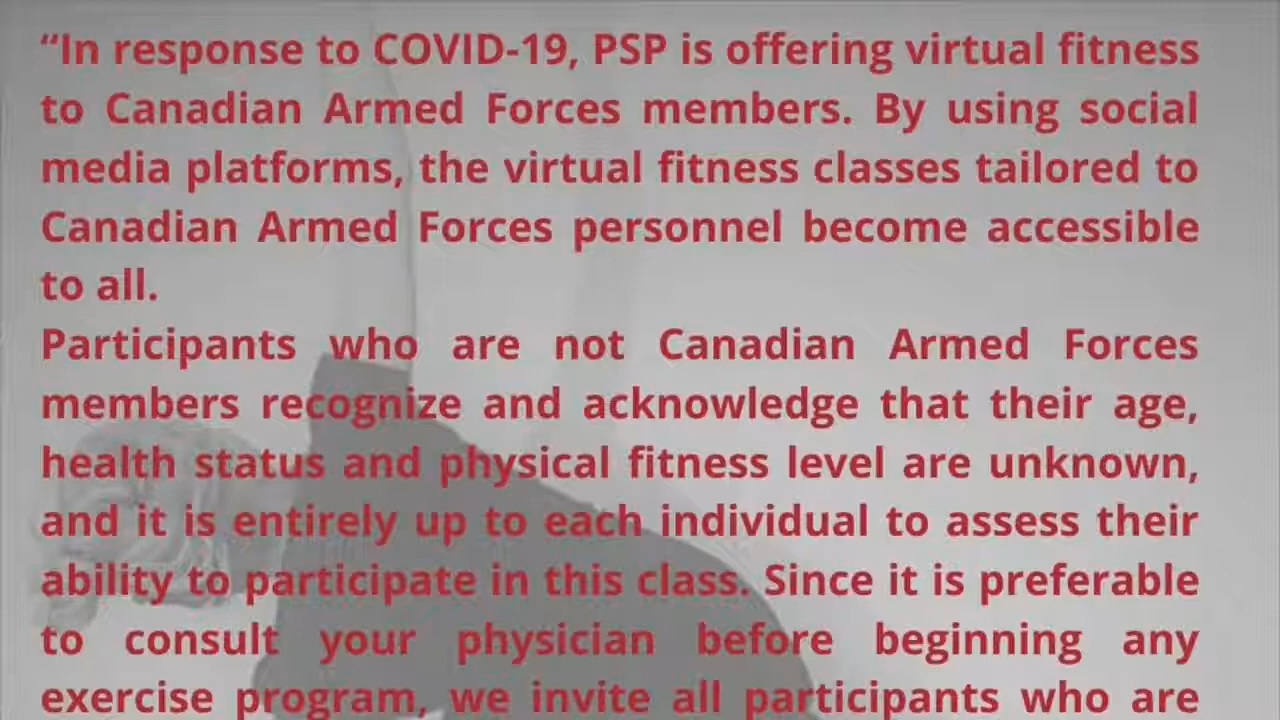 “In response to COVID-19, PSP is offering virtual fitness
to Canadian Armed Forces members. By using social
media platforms, the virtual fitness classes tailored to
Canadian Armed Forces personnel become accessible
to all.
Participants who are not Canadian Armed Forces
members recognize and acknowledge that their age,
health status and physical fitness level are unknown,
and it is entirely up to each individual to assess their
ability to participate in this class. Since it is preferable
to consult your physician before beginning any
exercise program, we invite all participants who are